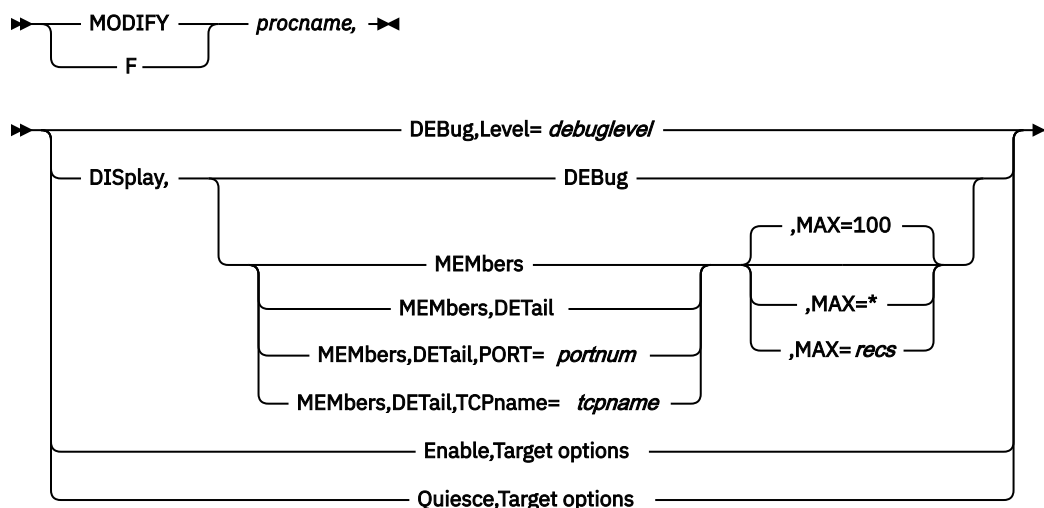 MODIFY procname,
F
DEBug,Level= debuglevel
DISplay, DEBug
,MAX=100
MEMbers
MEMbers,DETail ,MAX=*
MEMbers,DETail,PORT= portnum ,MAX= recs
MEMbers,DETail,TCPname= tcpname
Enable,Target options
Quiesce,Target options